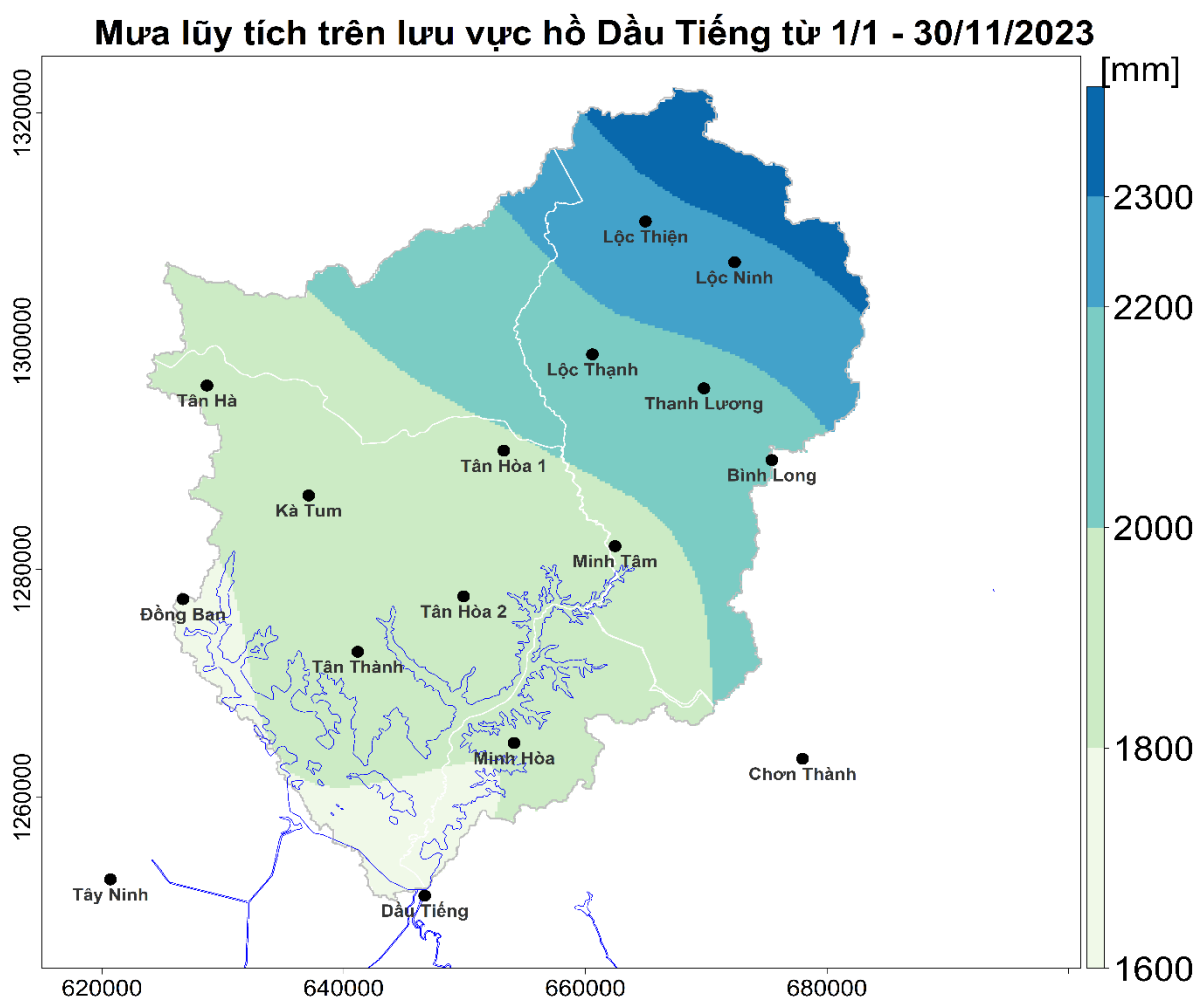 Mưa lũy tích trên lưu vực hồ Dầu Tiếng từ 1/1 - 30/11/2023
[mm]
1320000
1300000
1280000
1260000
2300
2200
2000
1800
1600
Lộc Thiện
Lộc Ninh
Lộc Thạnh
Thanh Lương
Tân Hà
Tân Hòa 1
Bình Long
Kà Tum
Minh Tâm
Đồng Ban
Tân Hòa 2
Tân Thành
Minh Hòa
Chơn Thành
Tây Ninh
Dầu Tiếng
620000
640000
660000
680000